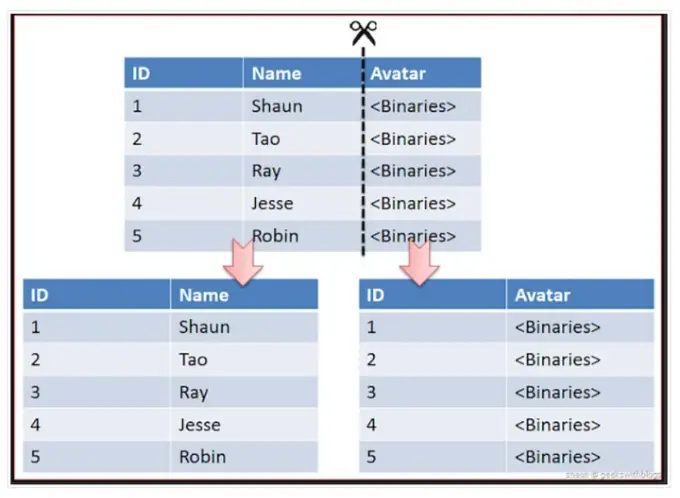 ID Name Avatar
1 Shaun <Binaries>
2 Tao <Binaries>
3 Ray <Binaries>
4 Jesse <Binaries>
5 Robin <Binaries>
ID Name
1 Shaun
2 Tao
3 Ray
4 Jesse
5 Robin
ID Avatar
1 <Binaries>
2 <Binaries>
3 <Binaries>
4 <Binaries>
5 <Binaries>